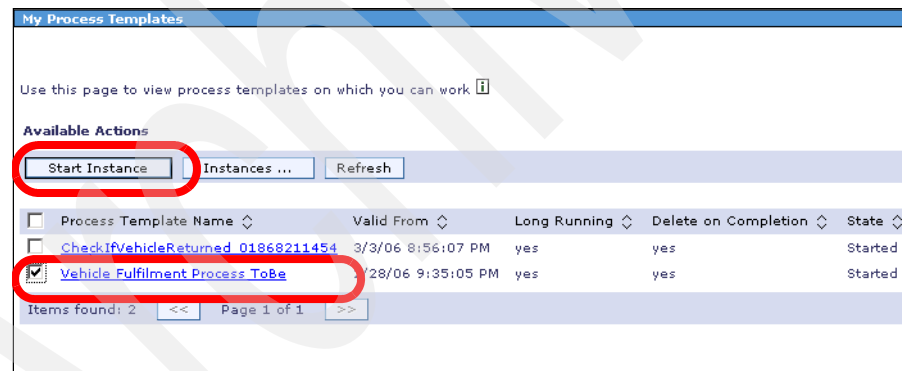 My Process Templates
Use this page to view process templates on which you can work i
Available Actions
Start Instance Instances ... Refresh
Process Template Name Valid From Long Running Delete on Completion State
CheckIfVehicleReturned_01868211454 3/3/06 8:56:07 PM yes yes Started
Vehicle Fulfilment Process ToBe /28/06 9:35:05 PM yes yes Started
Items found: 2 << Page 1 of 1 >>